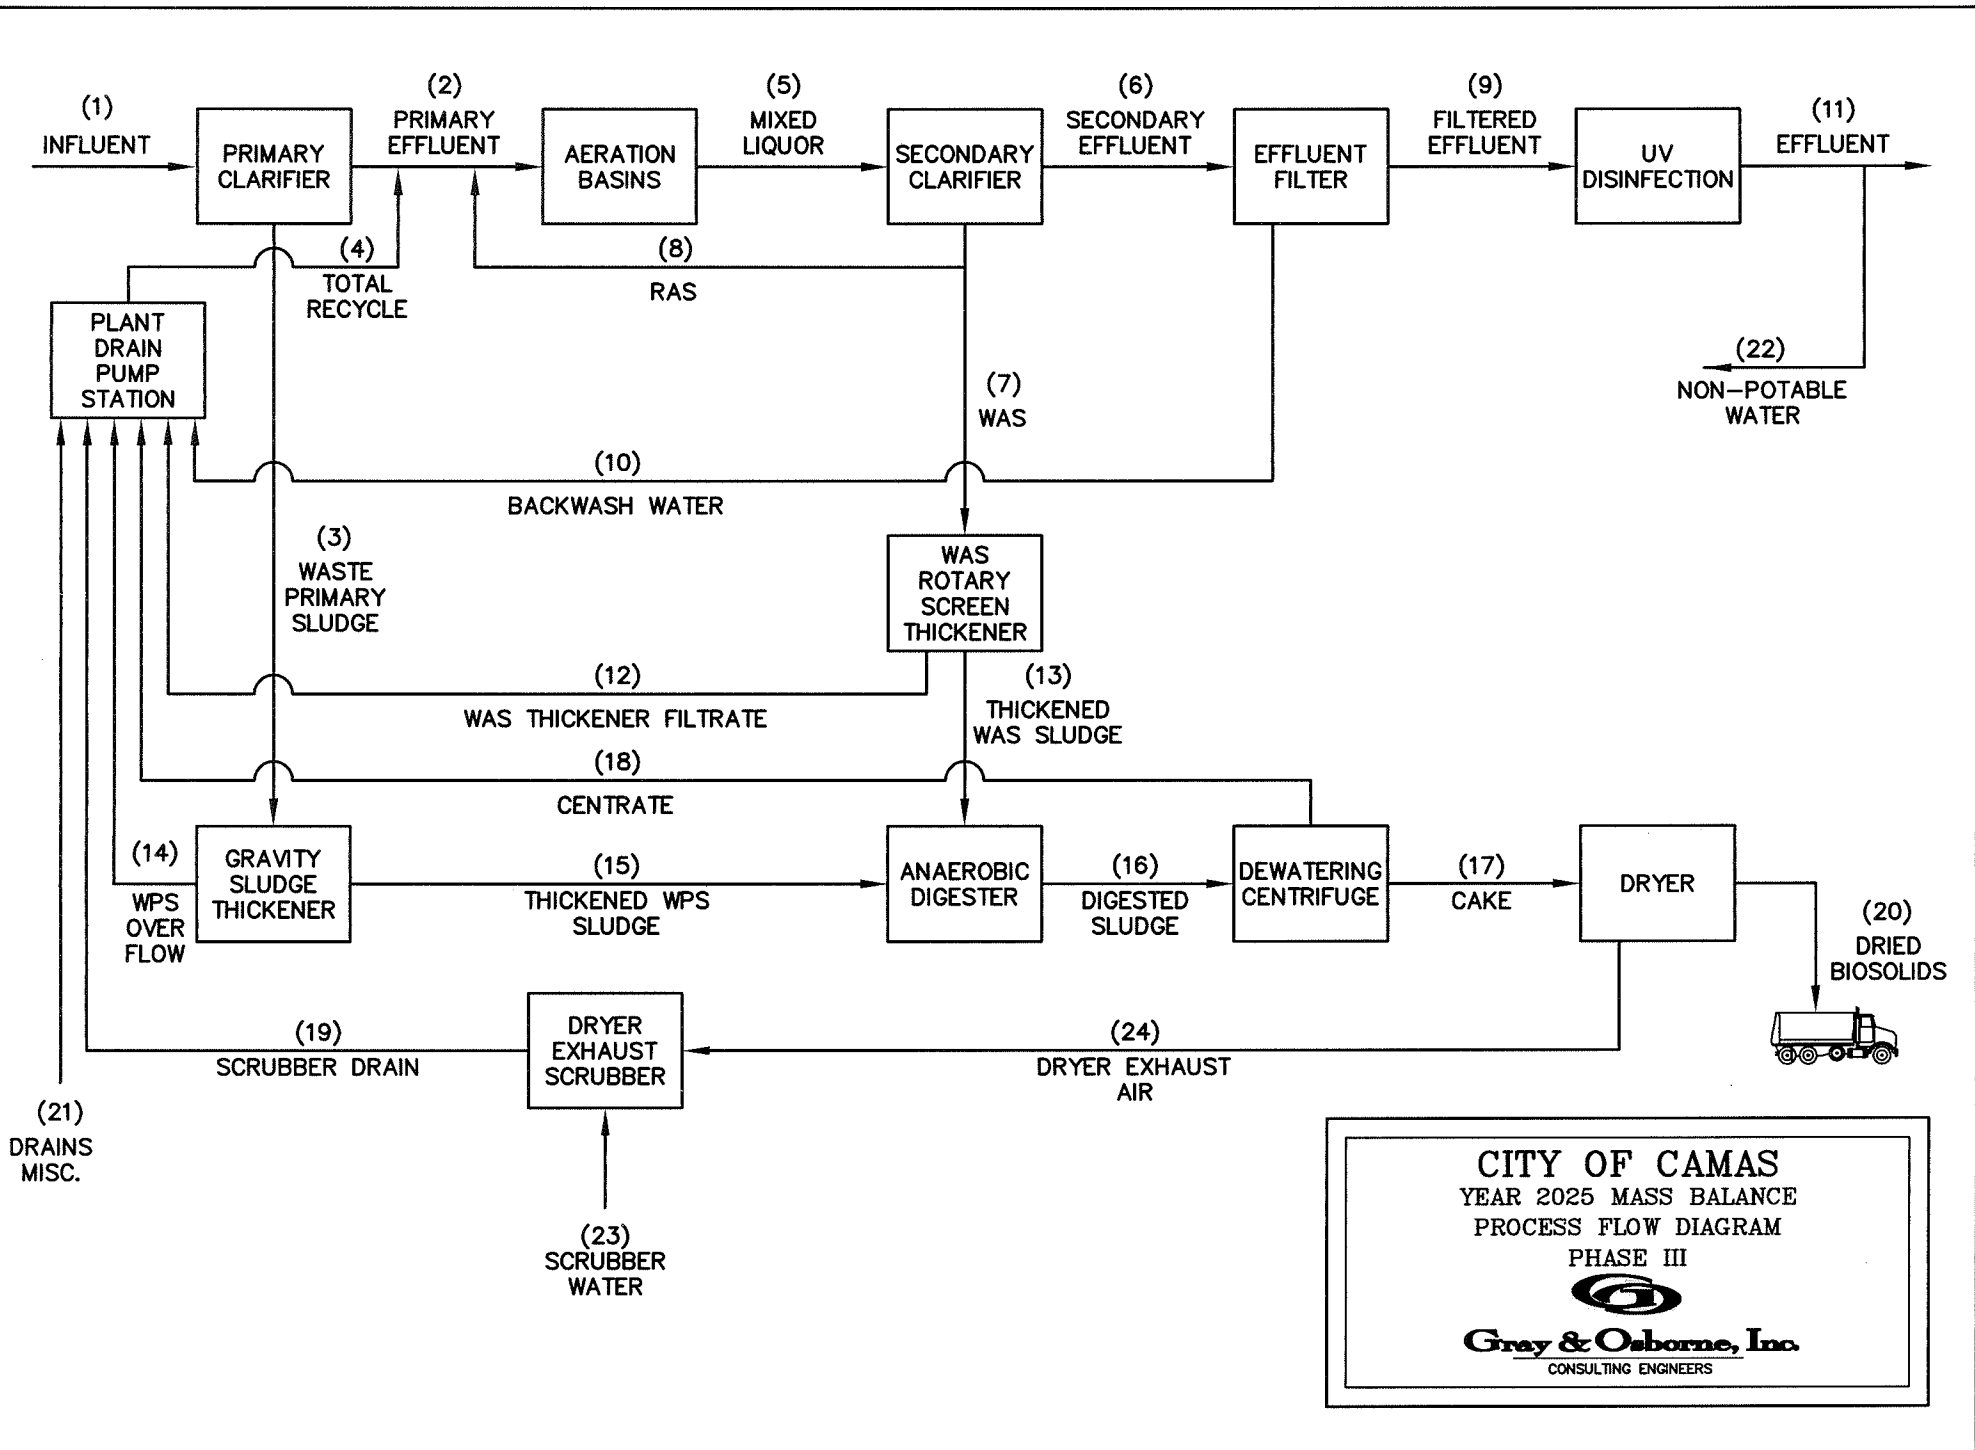 (1)
INFLUENT
PRIMARY
CLARIFIER
(2)
PRIMARY
EFFLUENT
AERATION
BASINS
(5)
MIXED
LIQUOR
SECONDARY
CLARIFIER
(6)
SECONDARY
EFFLUENT
EFFLUENT
FILTER
(9)
FILTERED
EFFLUENT
UV
DISINFECTION
(11)
EFFLUENT
(4)
TOTAL
RECYCLE
(8)
RAS
PLANT
DRAIN
PUMP
STATION
(22)
NON-POTABLE
WATER
(7)
WAS
(10)
BACKWASH WATER
(3)
WASTE
PRIMARY
SLUDGE
WAS
ROTARY
SCREEN
THICKENER
(12)
WAS THICKENER FILTRATE
(13)
THICKENED
WAS SLUDGE
(18)
CENTRATE
(14)
WPS
OVER
FLOW
GRAVITY
SLUDGE
THICKENER
(15)
THICKENED WPS
SLUDGE
ANAEROBIC
DIGESTER
(16)
DIGESTED
SLUDGE
DEWATERING
CENTRIFUGE
(17)
CAKE
DRYER
(20)
DRIED
BIOSOLIDS
(19)
SCRUBBER DRAIN
DRYER
EXHAUST
SCRUBBER
(24)
DRYER EXHAUST
AIR
(21)
DRAINS
MISC.
(23)
SCRUBBER
WATER
CITY OF CAMAS
YEAR 2025 MASS BALANCE
PROCESS FLOW DIAGRAM
PHASE III
Gray & Osborne, Inc.
CONSULTING ENGINEERS